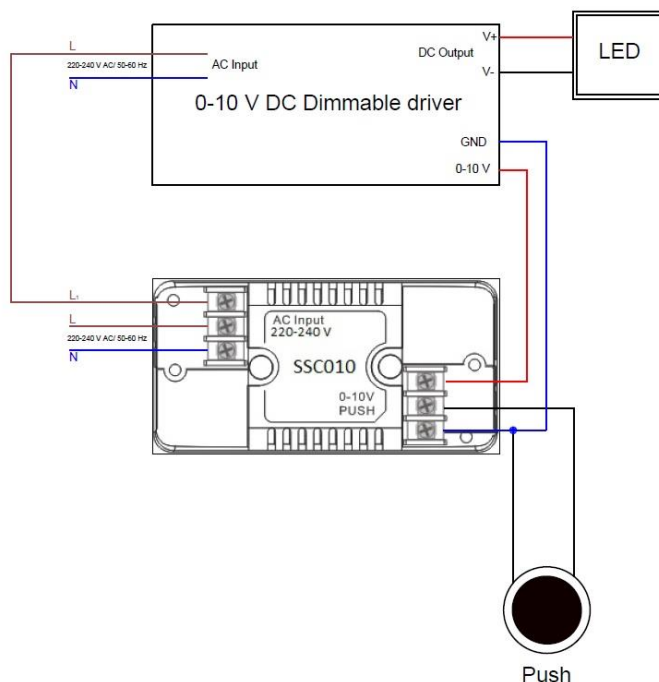 L
220-240 V AC/ 50-60 Hz
N
AC Input
DC Output
V+
V-
LED
0-10 V DC Dimmable driver
GND
0-10 V
L,
L
220-240 V AC/ 50-60 Hz
N
AC Input
220-240 V
SSC010
0-10V
PUSH
Push